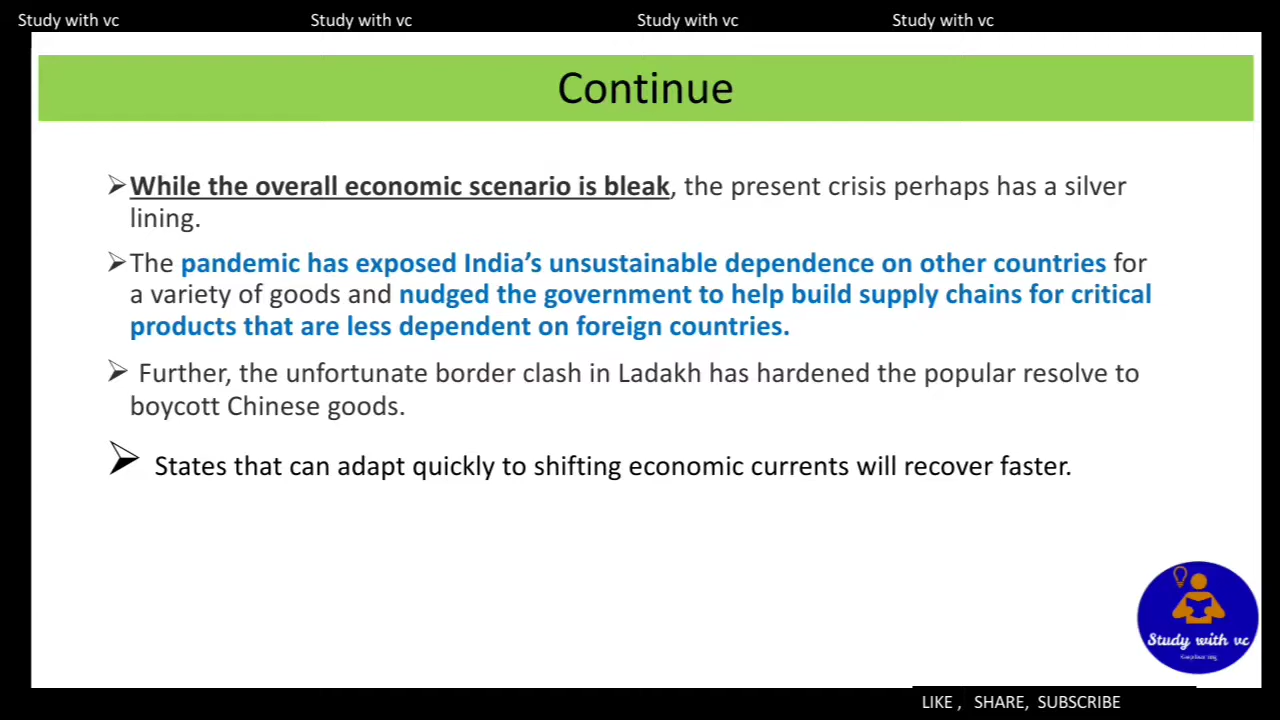 Study with vc Study with vc Study with vc Study with vc
Continue
➢While the overall economic scenario is bleak, the present crisis perhaps has a silver
lining.
➢The pandemic has exposed India’s unsustainable dependence on other countries for
a variety of goods and nudged the government to help build supply chains for critical
products that are less dependent on foreign countries.
➢ Further, the unfortunate border clash in Ladakh has hardened the popular resolve to
boycott Chinese goods.
➢ States that can adapt quickly to shifting economic currents will recover faster.
Study with vc
LIKE , SHARE, SUBSCRIBE